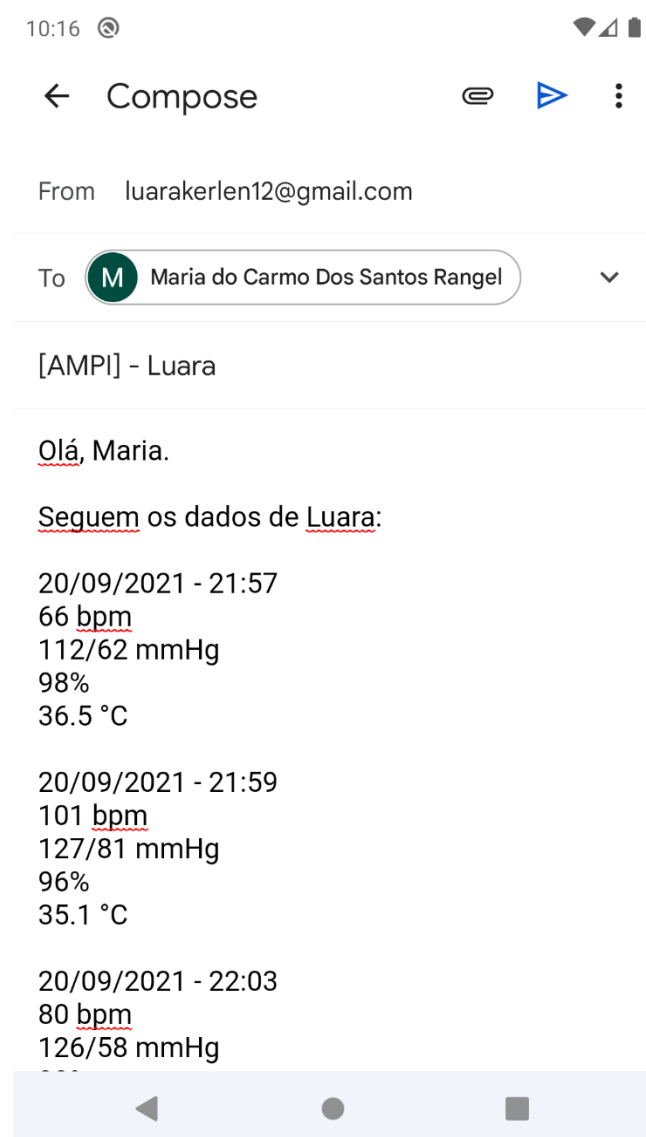 10:16
Compose
From luarakerlen12@gmail.com
To M Maria do Carmo Dos Santos Rangel
[AMPI] - Luara
Olá, Maria.
Seguem os dados de Luara:
20/09/2021 - 21:57
66 bpm
112/62 mmHg
98%
36.5 °C
20/09/2021 - 21:59
101 bpm
127/81 mmHg
96%
35.1 °C
20/09/2021 - 22:03
80 bpm
126/58 mmHg